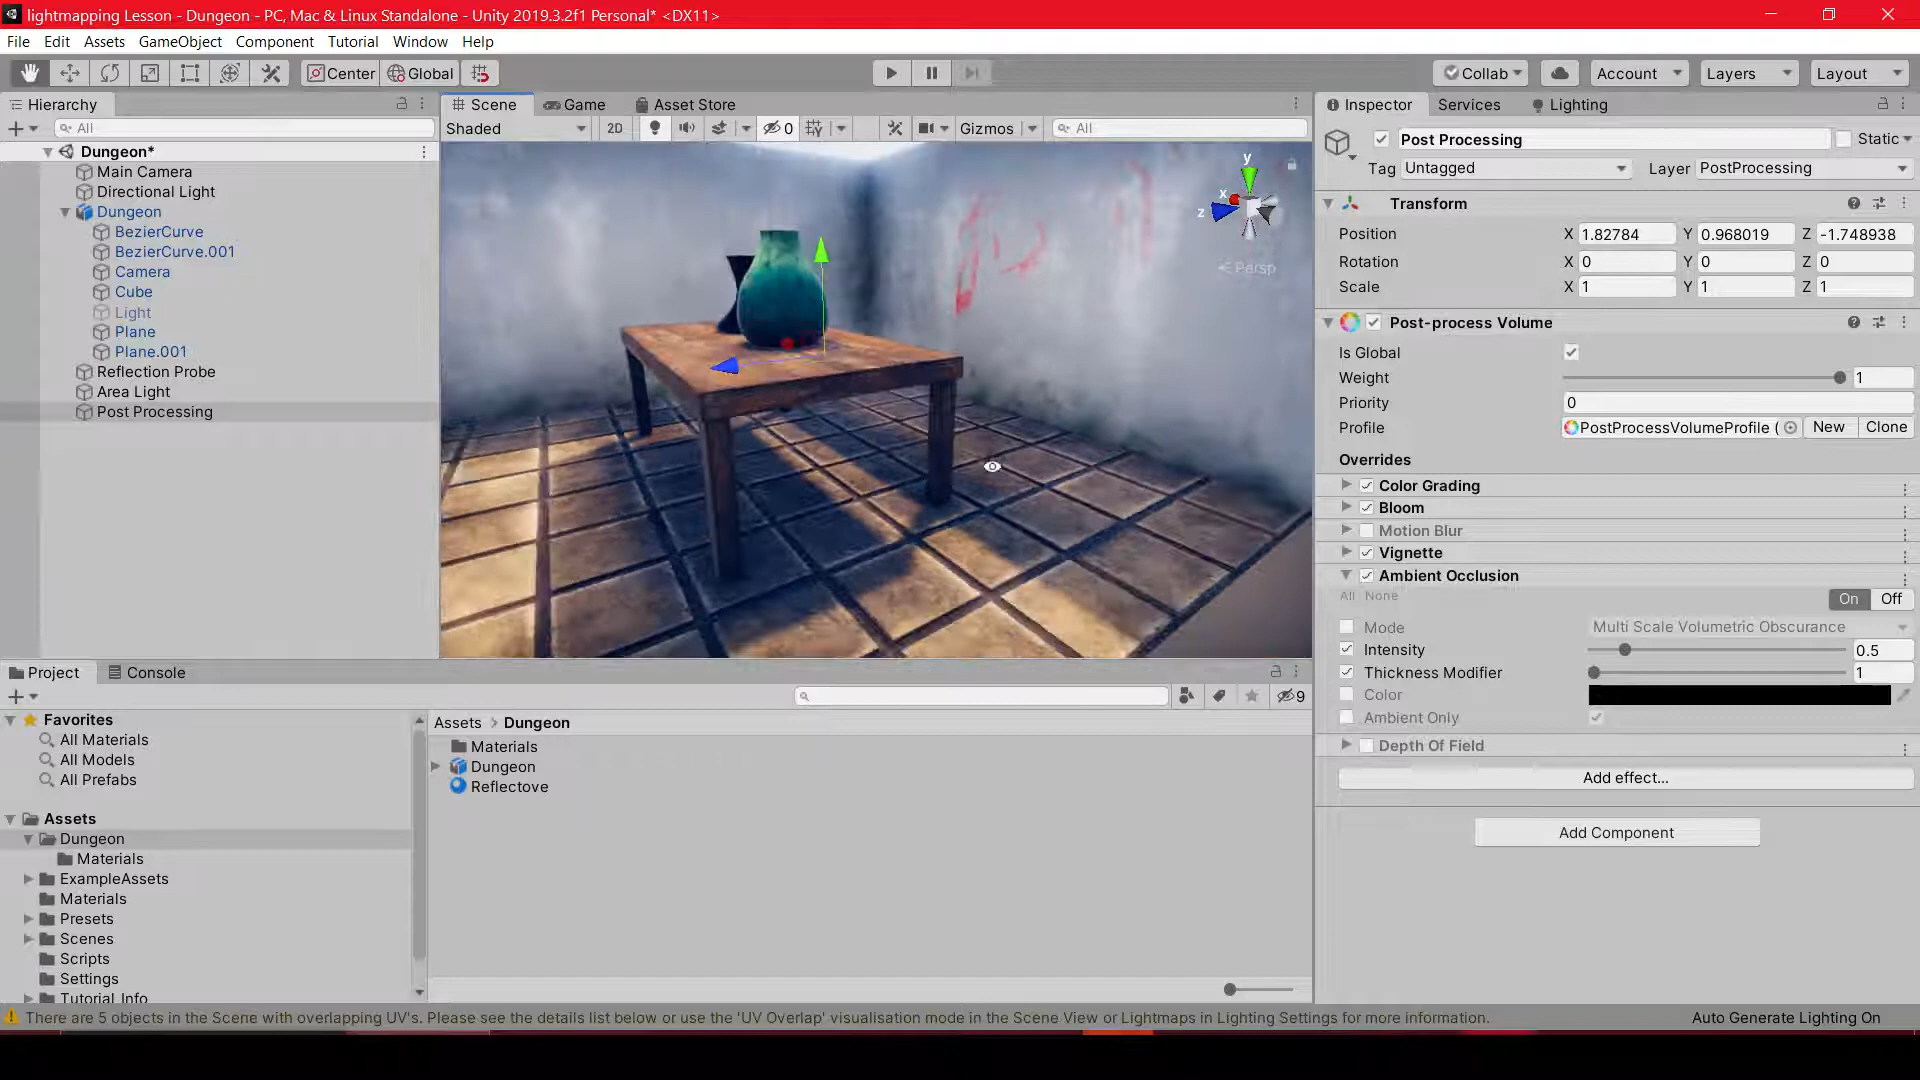 lightmapping Lesson - Dungeon - PC, Mac & Linux Standalone - Unity 2019.3.2f1 Personal* <DX11>
File Edit Assets GameObject Component Tutorial Window Help
Center Global Collab Account Layers Layout
Hierarchy
All
Dungeon*
Main Camera
Directional Light
Dungeon
BezierCurve
BezierCurve.001
Camera
Cube
Light
Plane
Plane.001
Reflection Probe
Area Light
Post Processing
Scene Game Asset Store
Shaded 2D 0 Gizmos All
y
x
z
Persp
Inspector Services Lighting
Post Processing Static
Tag Untagged Layer PostProcessing
Transform
Position X 1.82784 Y 0.968019 Z -1.748938
Rotation X 0 Y 0 Z 0
Scale X 1 Y 1 Z 1
Post-process Volume
Is Global
Weight 1
Priority 0
Profile PostProcessVolumeProfile ( New Clone
Overrides
Color Grading
Bloom
Motion Blur
Vignette
Ambient Occlusion
All None On Off
Mode Multi Scale Volumetric Obscurance
Intensity 0.5
Thickness Modifier 1
Color
Ambient Only
Depth Of Field
Add effect...
Add Component
Project Console
9
Favorites
All Materials
All Models
All Prefabs
Assets
Dungeon
Materials
ExampleAssets
Materials
Presets
Scenes
Scripts
Settings
Tutorial Info
Assets > Dungeon
Materials
Dungeon
Reflectove
There are 5 objects in the Scene with overlapping UV's. Please see the details list below or use the 'UV Overlap' visualisation mode in the Scene View or Lightmaps in Lighting Settings for more information.
Auto Generate Lighting On